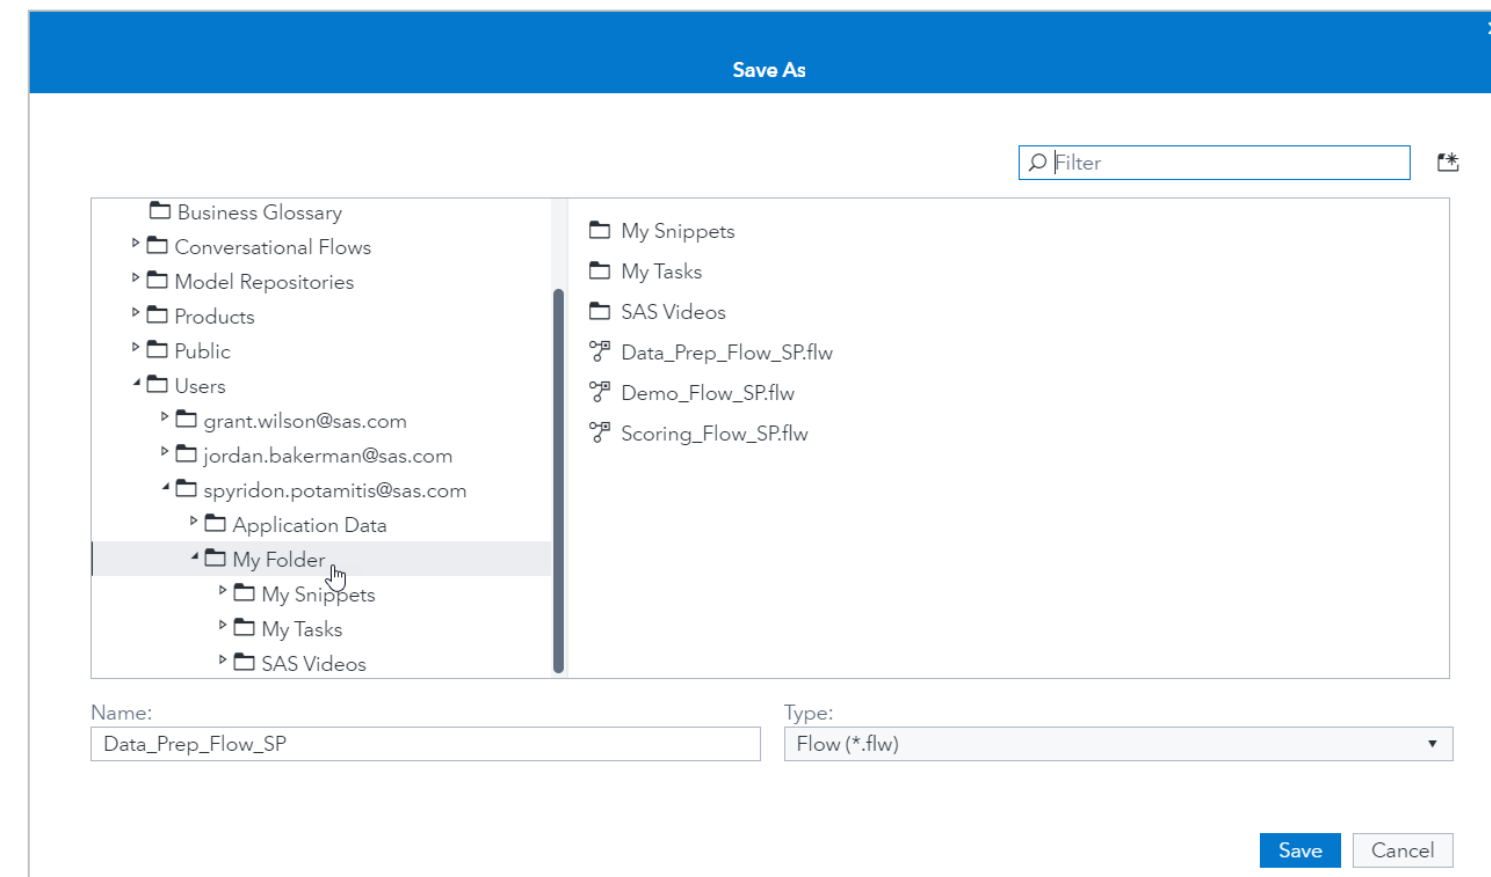 Save As
Filter
Business Glossary
Conversational Flows
Model Repositories
Products
Public
Users
grant.wilson@sas.com
jordan.bakerman@sas.com
spyridon.potamitis@sas.com
Application Data
My Folder
My Snippets
My Tasks
SAS Videos
My Snippets
My Tasks
SAS Videos
Data_Prep_Flow_SP.flw
Demo_Flow_SP.flw
Scoring_Flow_SP.flw
Name:
Data_Prep_Flow_SP
Type:
Flow (*.flw)
Save
Cancel